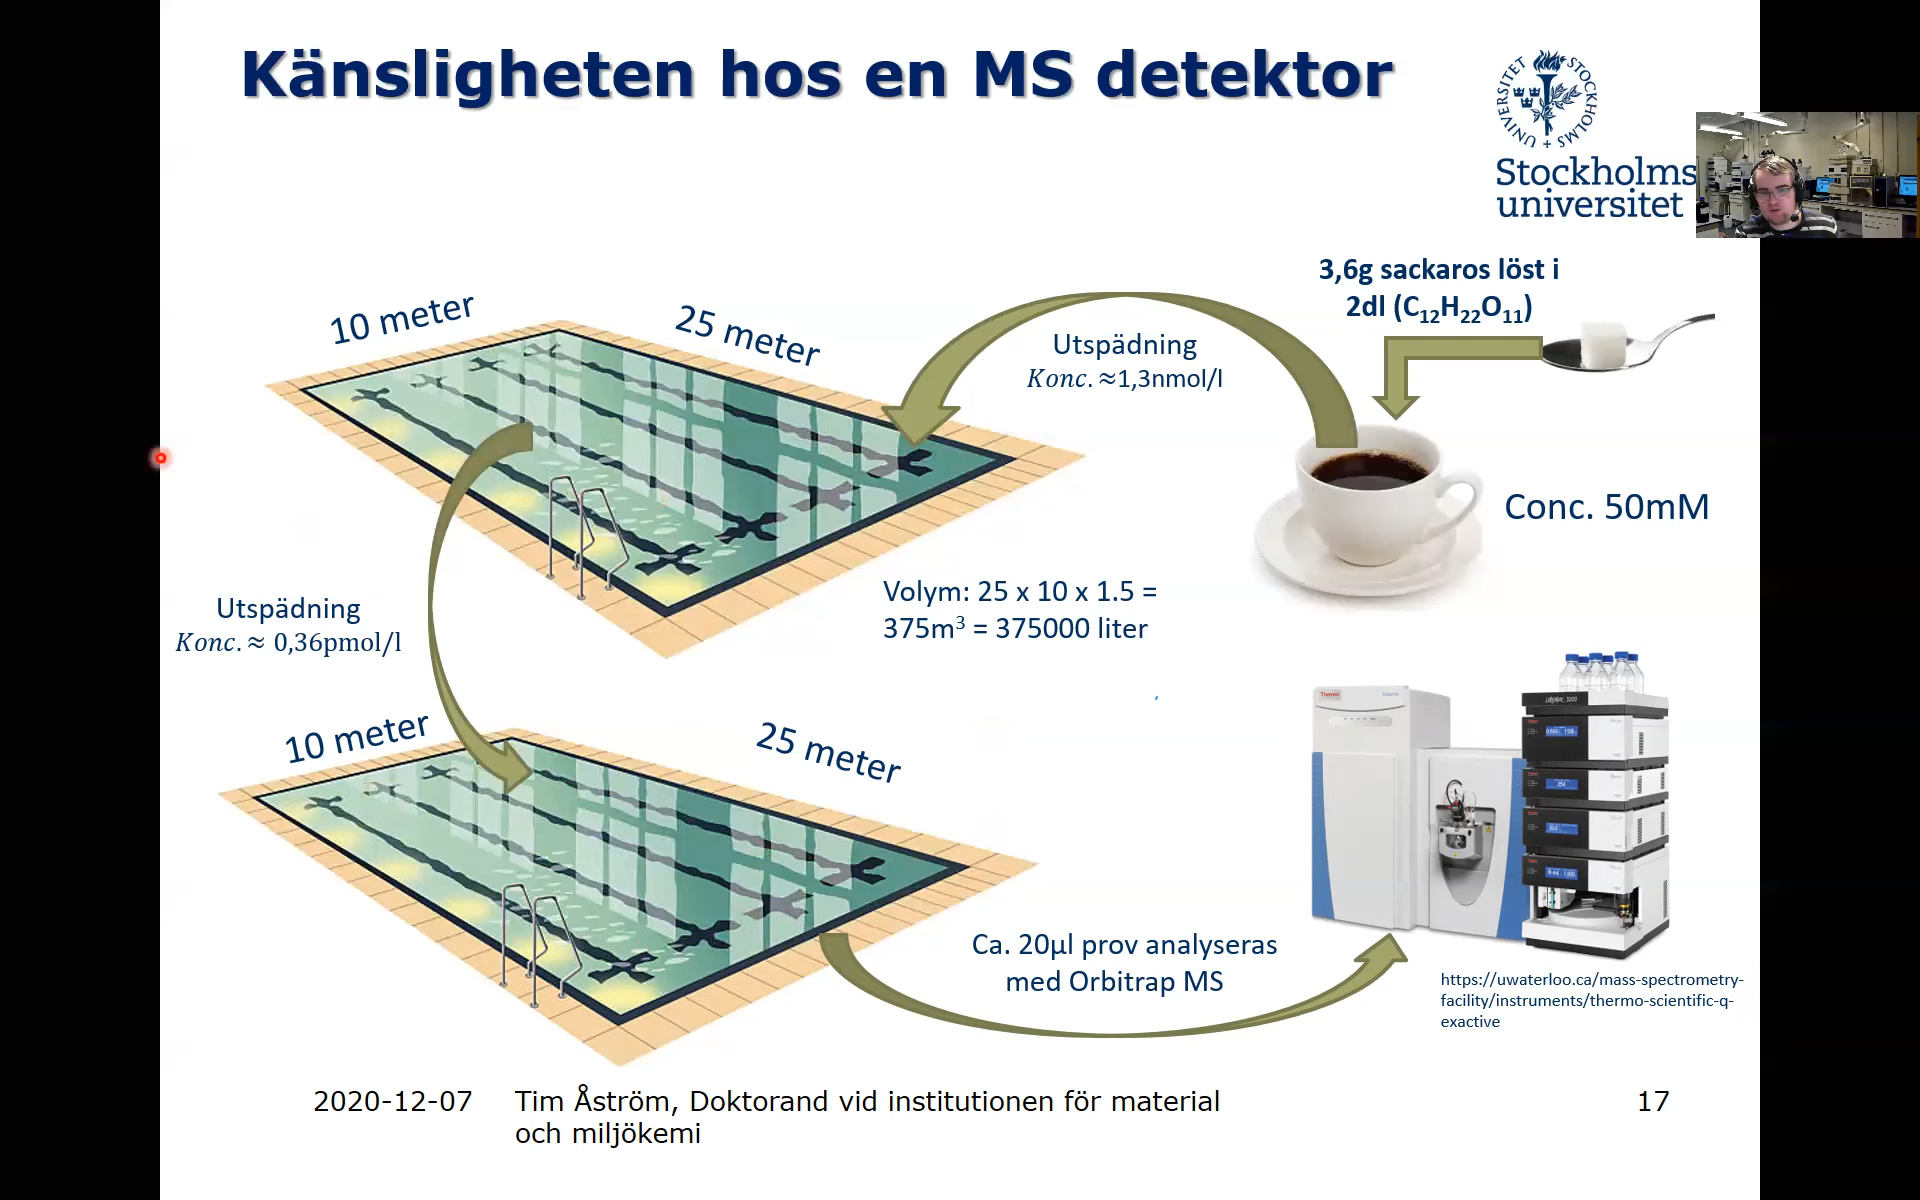 Känsligheten hos en MS detektor
UNIVERSITET
STOCKHOLMS
Stockholms
universitet
3,6g sackaros löst i
2dl (C₁₂H₂₂O₁₁)
10 meter
25 meter
Utspädning
Konc. ≈1,3nmol/l
Conc. 50mM
Volym: 25 x 10 x 1.5 =
375m³ = 375000 liter
Utspädning
Konc. ≈ 0,36pmol/l
10 meter
25 meter
Thermo
Ca. 20µl prov analyseras
med Orbitrap MS
https://uwaterloo.ca/mass-spectrometry-
facility/instruments/thermo-scientific-q-
exactive
2020-12-07
Tim Åström, Doktorand vid institutionen för material
och miljökemi
17